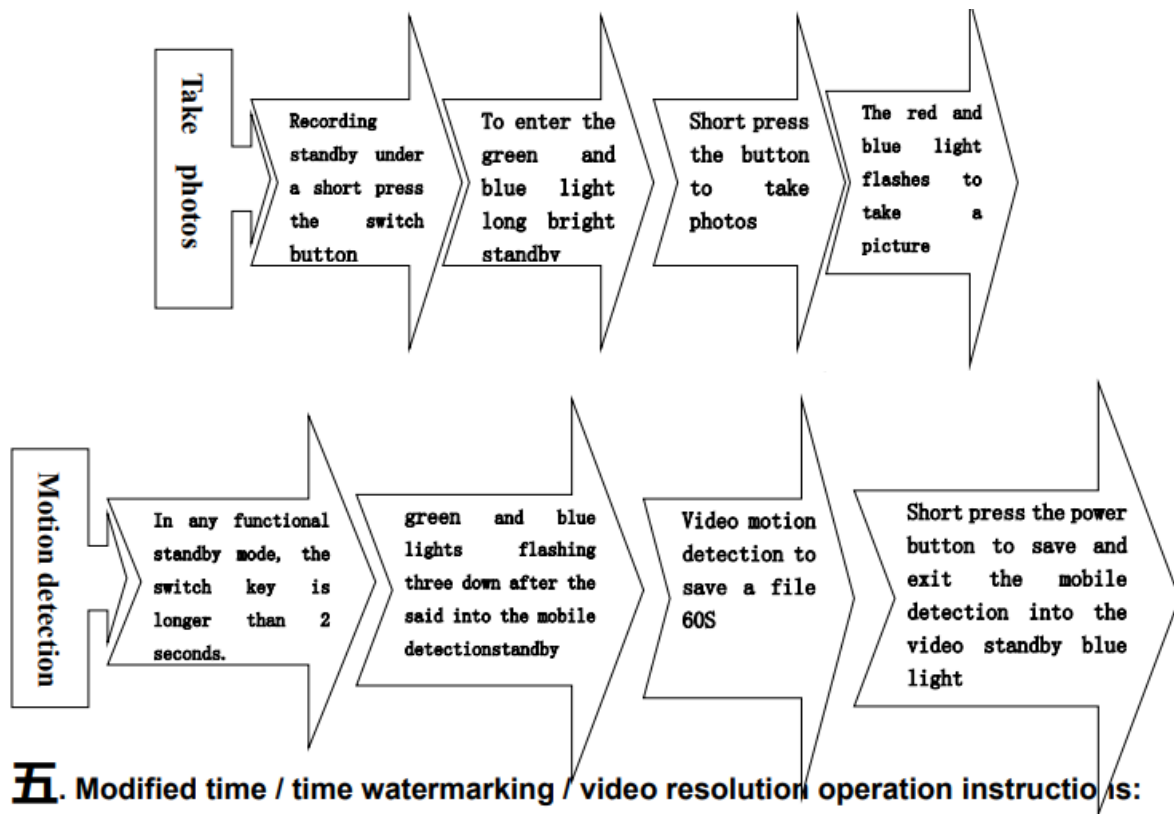 Take photos
Recording
standby under
a short press
the switch
button
To enter the
green and
blue light
long bright
standby
Short press
the button
to take
photos
The red and
blue light
flashes to
take a
picture
Motion detection
In any functional
standby mode, the
switch key is
longer than 2
seconds.
green and blue
lights flashing
three down after the
said into the mobile
detectionstandby
Video motion
detection to
save a file
60S
Short press the power
button to save and
exit the mobile
detection into the
video standby blue
light
五. Modified time / time watermarking / video resolution operation instructions: